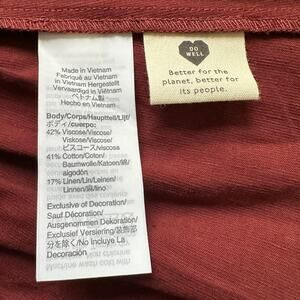 Made in Vietnam
Fabriqué au Vietnam
in Vietnam Hergestellt
Vervaardigd in Vietnam
ベトナム製
Hecho en Vietnam
Body/Corps/Hauptteil/Lijf/
ボディ/cuerpo:
42% Viscose/Viscose/
Viskose/Viscose/
ビスコース/viscosa
41% Cotton/Coton/
Baumwolle/Katoen/綿/
algodón
17% Linen/Lin/Leinen/
Linnen/麻/lino
Exclusive of Decoration/
Sauf Décoration/
Ausgenommen Dekoration/
Exclusief Versiering/装飾部
分を除く/No Incluye La
Decoración
DO
WELL
Better for the
planet, better for
its people.